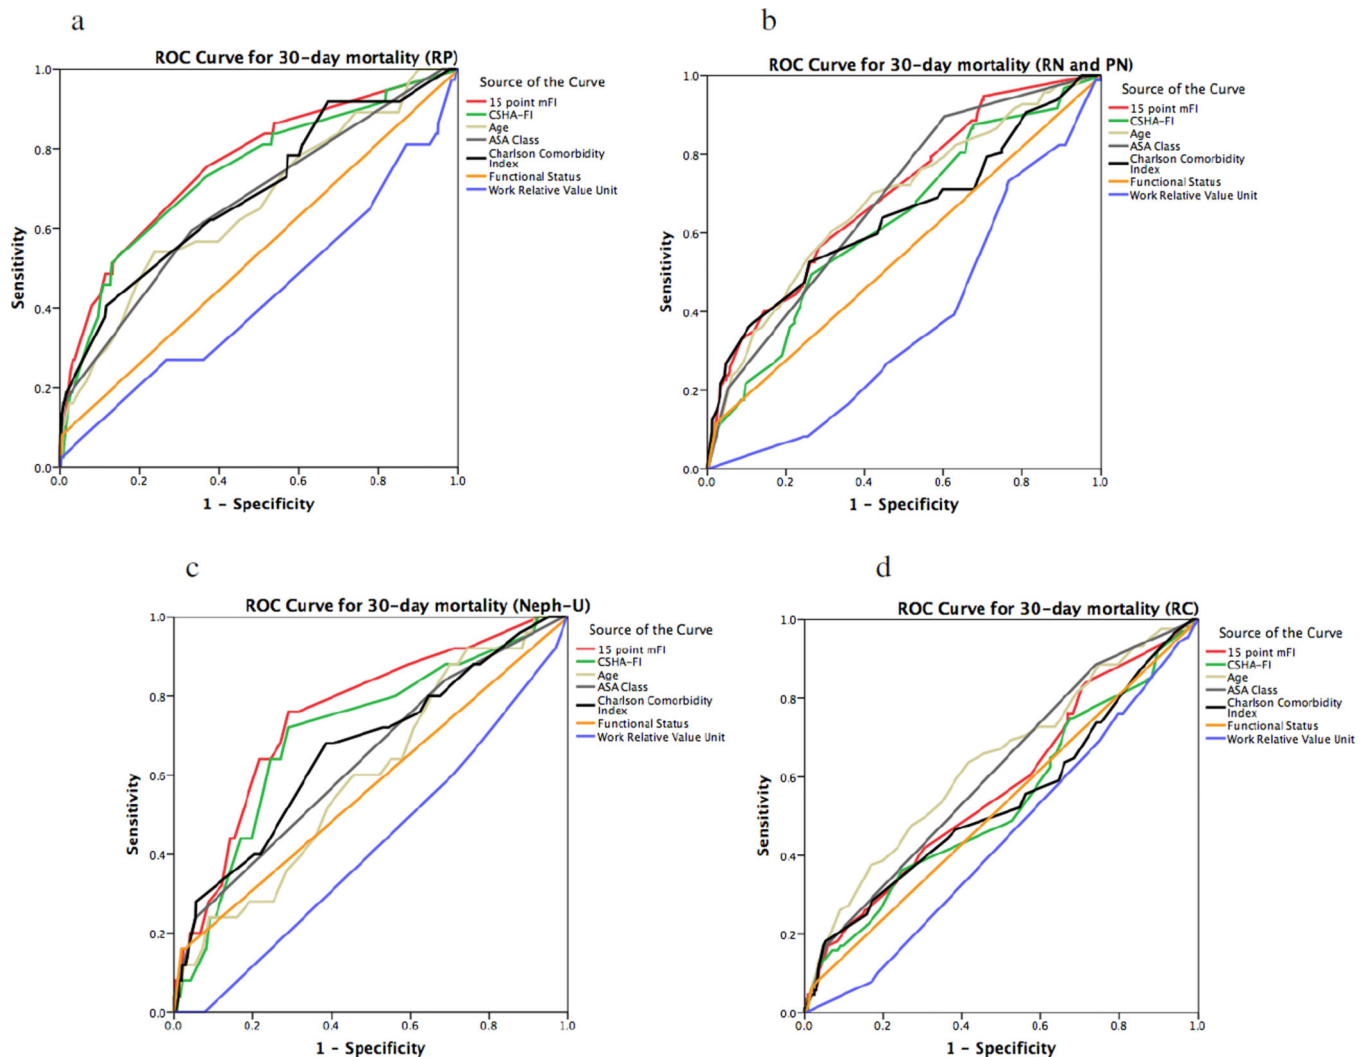 a
ROC Curve for 30-day mortality (RP)
Source of the Curve
15 point mFI
CSHA-FI
Age
ASA Class
Charlson Comorbidity
Index
Functional Status
Work Relative Value Unit
Sensitivity
1.0
0.8
0.6
0.4
0.2
0.0
0.0 0.2 0.4 0.6 0.8 1.0
1 - Specificity
b
ROC Curve for 30-day mortality (RN and PN)
Source of the Curve
15 point mFI
CSHA-FI
Age
ASA Class
Charlson Comorbidity
Index
Functional Status
Work Relative Value Unit
Sensitivity
1.0
0.8
0.6
0.4
0.2
0.0
0.0 0.2 0.4 0.6 0.8 1.0
1 - Specificity
c
ROC Curve for 30-day mortality (Neph-U)
Source of the Curve
15 point mFI
CSHA-FI
Age
ASA Class
Charlson Comorbidity
Index
Functional Status
Work Relative Value Unit
Sensitivity
1.0
0.8
0.6
0.4
0.2
0.0
0.0 0.2 0.4 0.6 0.8 1.0
1 - Specificity
d
ROC Curve for 30-day mortality (RC)
Source of the Curve
15 point mFI
CSHA-FI
Age
ASA Class
Charlson Comorbidity
Index
Functional Status
Work Relative Value Unit
Sensitivity
1.0
0.8
0.6
0.4
0.2
0.0
0.0 0.2 0.4 0.6 0.8 1.0
1 - Specificity